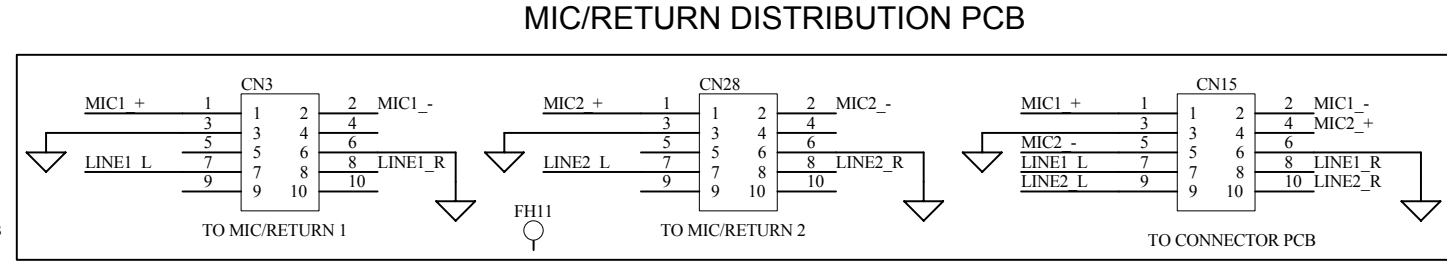 MIC/RETURN DISTRIBUTION PCB
CN3 CN28 CN15
MIC1_+ 1 1 2 2 MIC1_- MIC2_+ 1 1 2 2 MIC2_- MIC1_+ 1 1 2 2 MIC1_-
3 3 4 4 3 3 4 4 3 3 4 4 MIC2_+
5 5 6 6 5 5 6 6 MIC2_- 5 5 6 6
LINE1_L 7 7 8 8 LINE1_R LINE2_L 7 7 8 8 LINE2_R LINE1_L 7 7 8 8 LINE1_R
9 9 10 10 9 9 10 10 LINE2_L 9 9 10 10 LINE2_R
FH11
TO MIC/RETURN 1 TO MIC/RETURN 2 TO CONNECTOR PCB